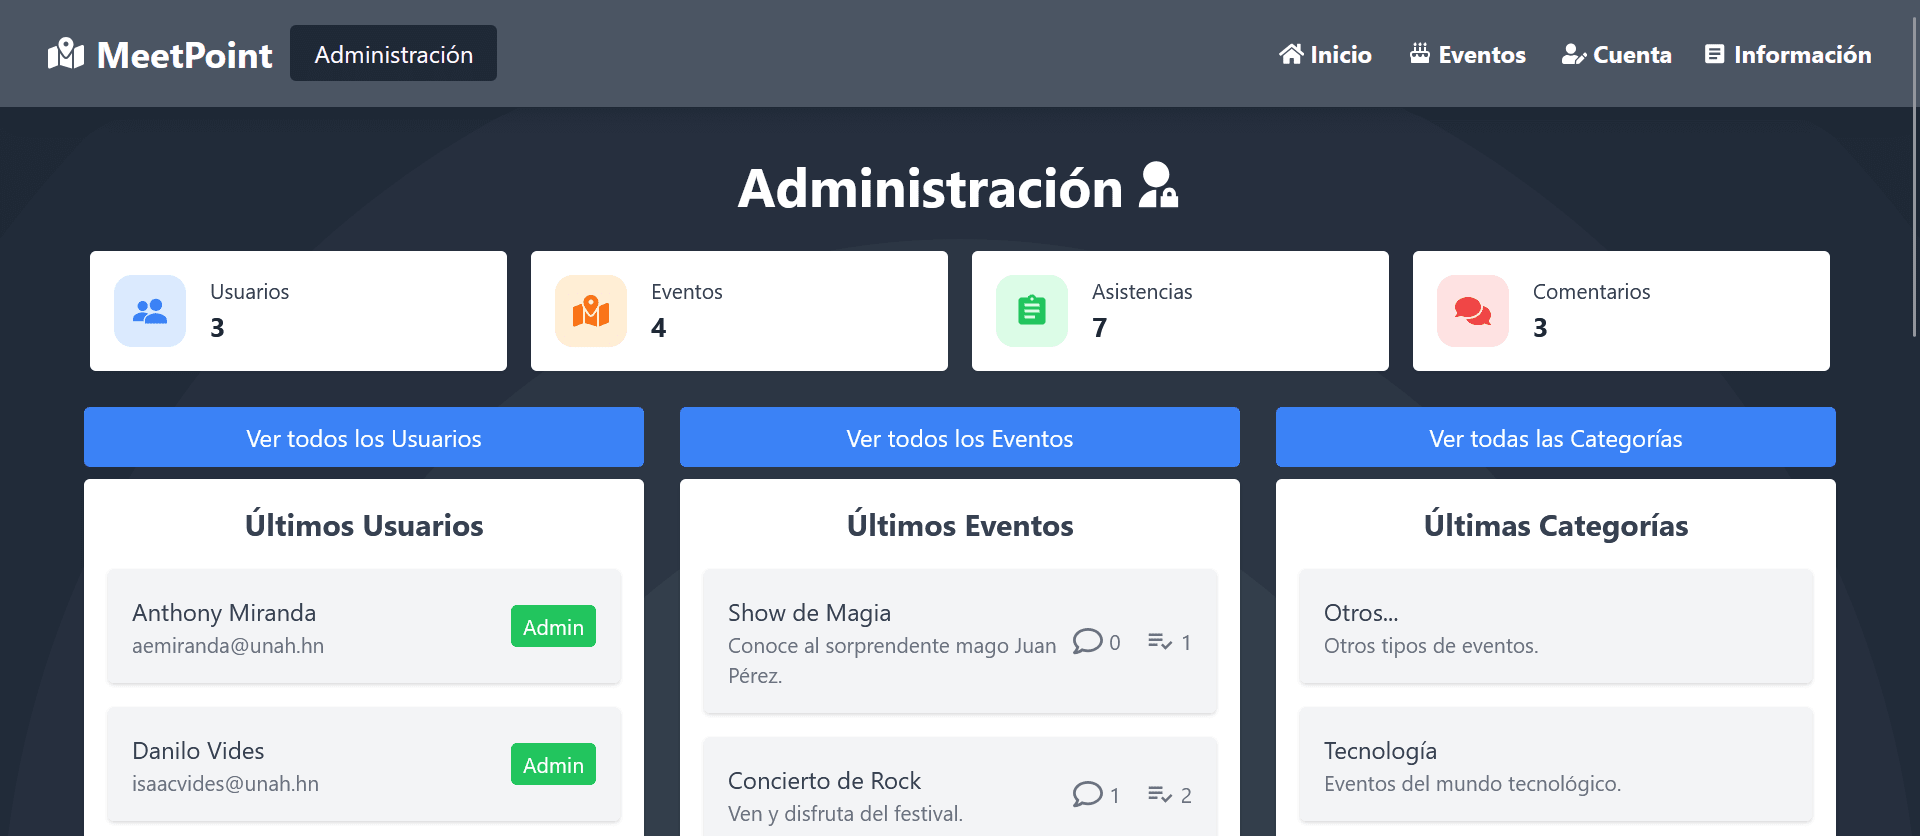 MeetPoint
Administración
Inicio
Eventos
Cuenta
Información
Administración
Usuarios
3
Eventos
4
Asistencias
7
Comentarios
3
Ver todos los Usuarios
Ver todos los Eventos
Ver todas las Categorías
Últimos Usuarios
Anthony Miranda
aemiranda@unah.hn
Admin
Danilo Vides
isaacvides@unah.hn
Admin
Últimos Eventos
Show de Magia
Conoce al sorprendente mago Juan
Pérez.
0
1
Concierto de Rock
Ven y disfruta del festival.
1
2
Últimas Categorías
Otros...
Otros tipos de eventos.
Tecnología
Eventos del mundo tecnológico.